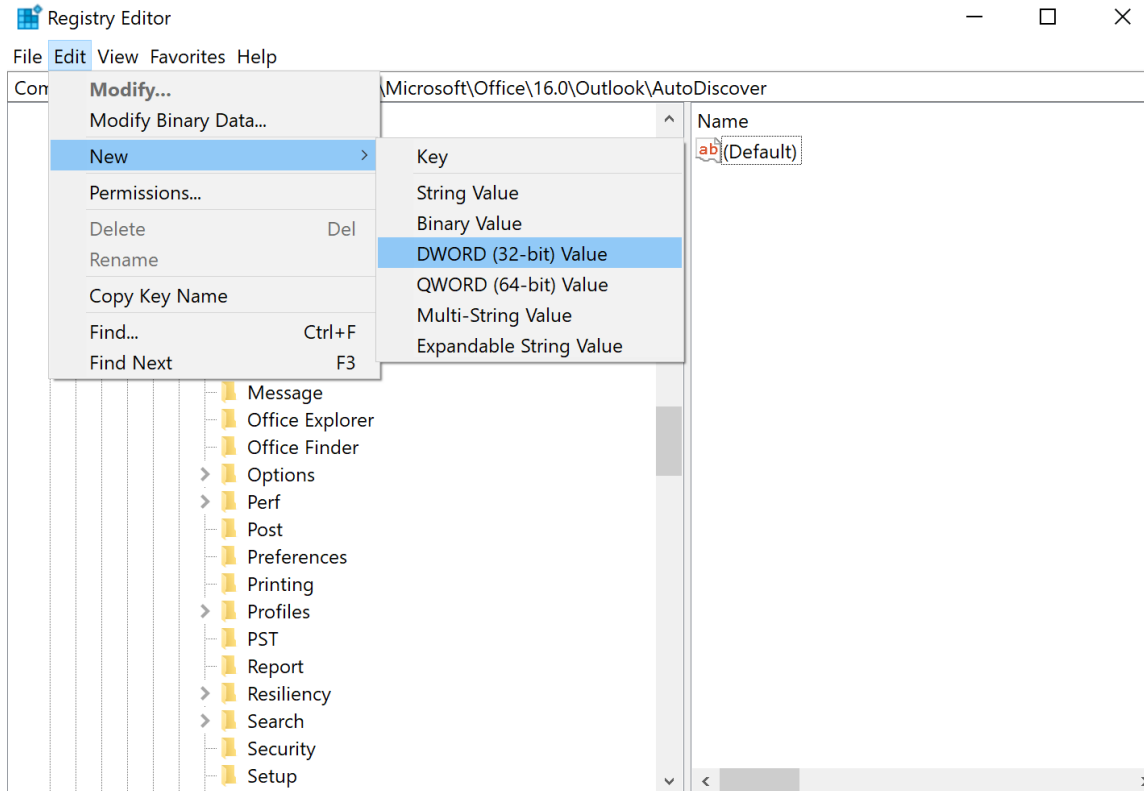 Registry Editor
File Edit View Favorites Help
Com \Microsoft\Office\16.0\Outlook\AutoDiscover
Modify...
Modify Binary Data...
New
Permissions...
Delete Del
Rename
Copy Key Name
Find... Ctrl+F
Find Next F3
Key
String Value
Binary Value
DWORD (32-bit) Value
QWORD (64-bit) Value
Multi-String Value
Expandable String Value
Name
ab (Default)
Message
Office Explorer
Office Finder
Options
Perf
Post
Preferences
Printing
Profiles
PST
Report
Resiliency
Search
Security
Setup